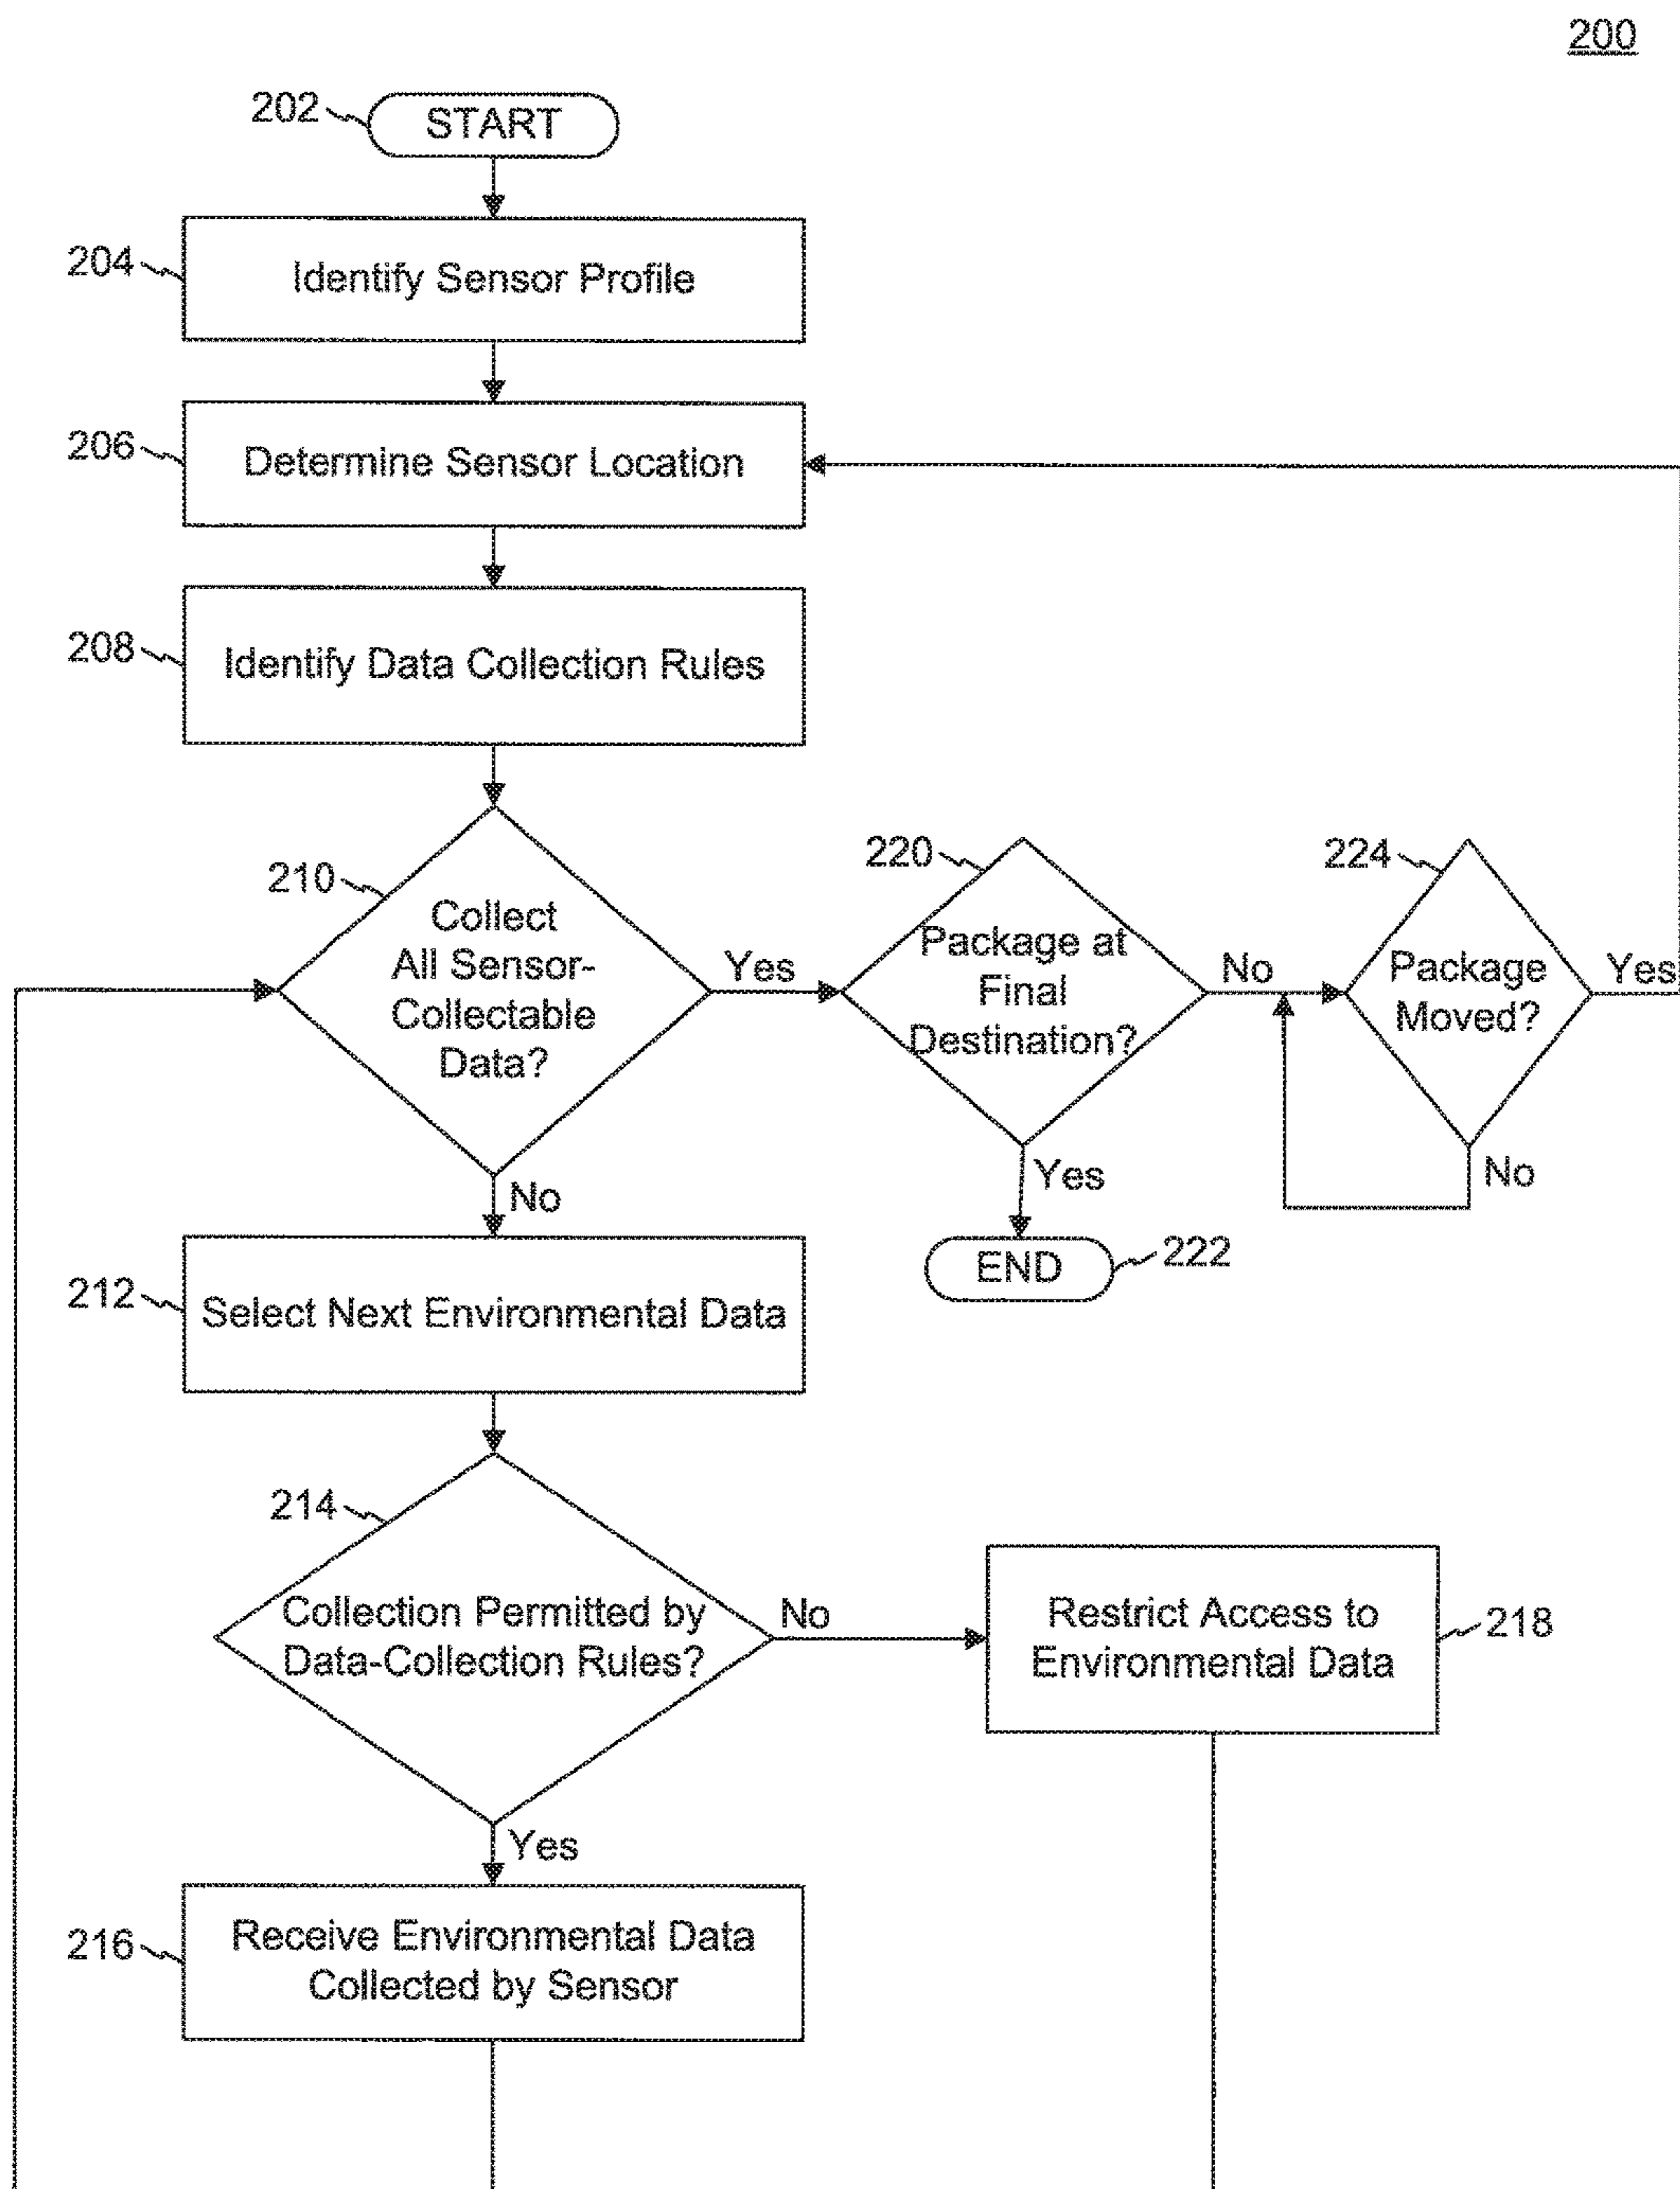 200
202
START
204
Identify Sensor Profile
206
Determine Sensor Location
208
Identify Data Collection Rules
210
Collect
All Sensor-
Collectable
Data?
Yes
No
220
Package at
Final
Destination?
No
Yes
224
Package
Moved?
Yes
No
END
222
212
Select Next Environmental Data
214
Collection Permitted by
Data-Collection Rules?
No
Yes
Restrict Access to
Environmental Data
218
216
Receive Environmental Data
Collected by Sensor